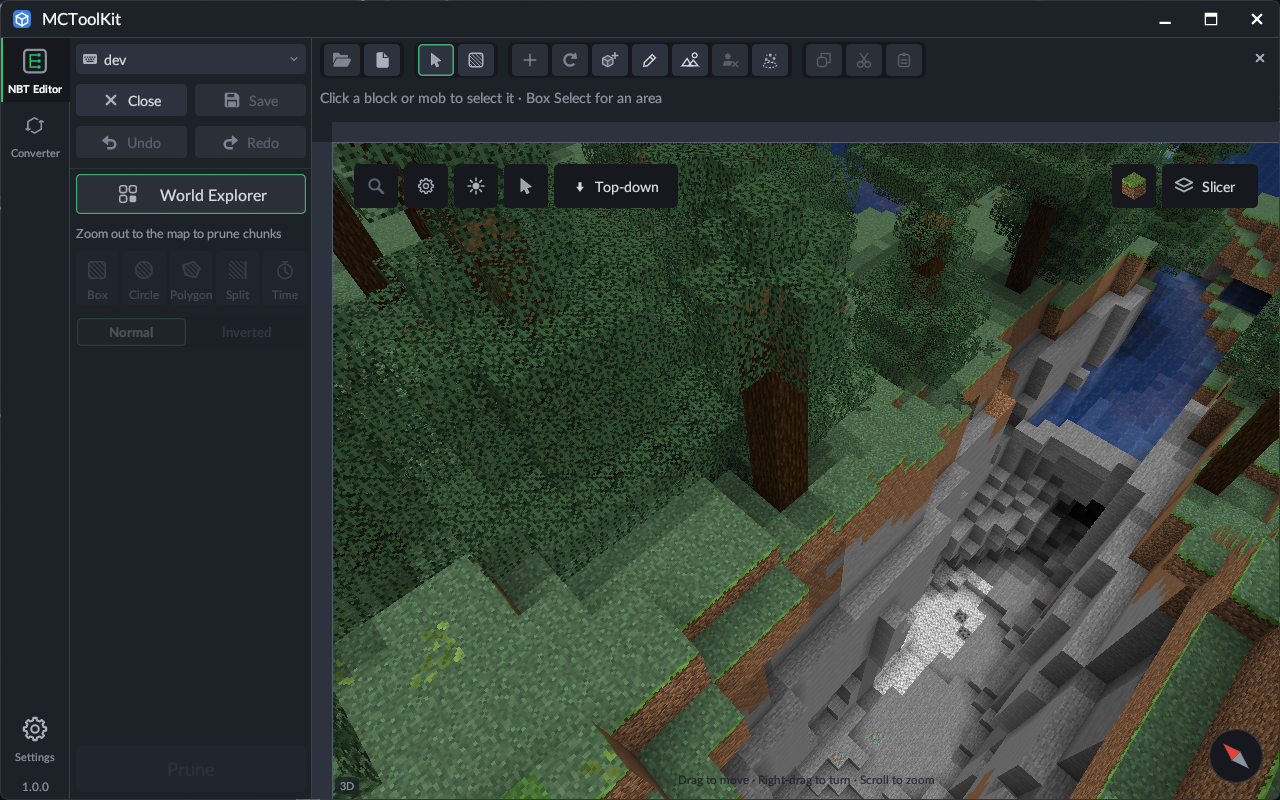 MCToolKit
NBT Editor
Converter
Settings
1.0.0
dev
Close
Save
Undo
Redo
World Explorer
Zoom out to the map to prune chunks
Box
Circle
Polygon
Split
Time
Normal
Inverted
Prune
Click a block or mob to select it · Box Select for an area
Top-down
Slicer
3D
Drag to move · Right-drag to turn · Scroll to zoom